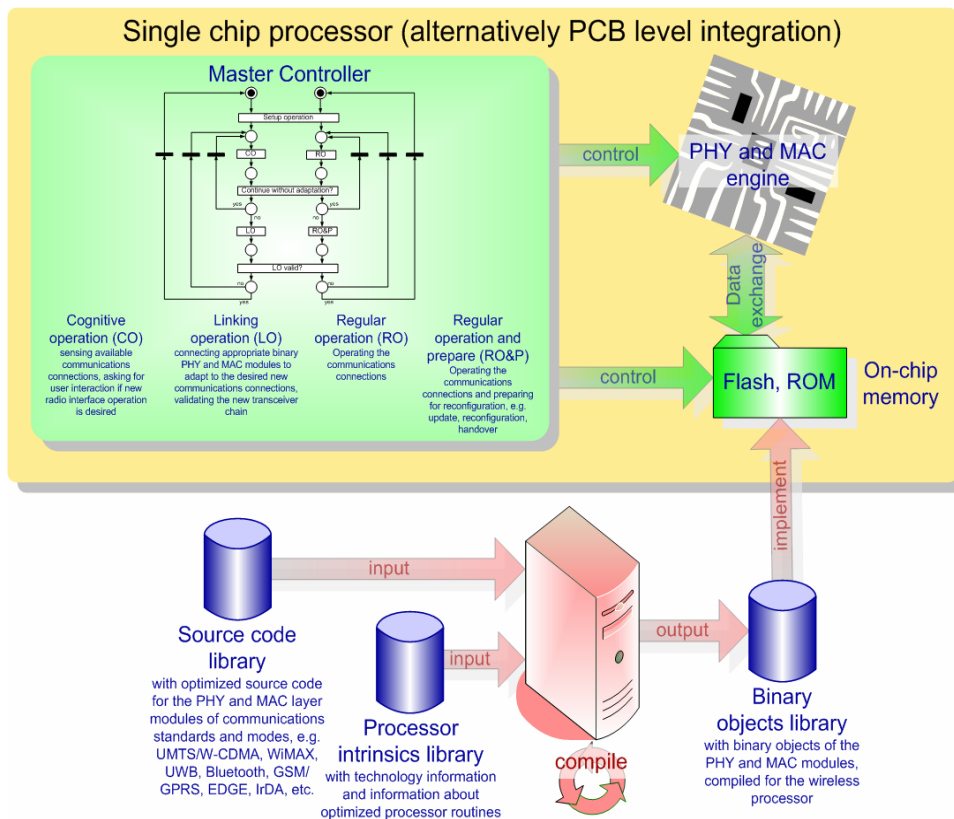 Single chip processor (alternatively PCB level integration)
Master Controller
Setup operation
CO
RO
Continue without adaptation?
yes
yes
no
no
LO
RO&P
LO valid?
no
no
yes
yes
Cognitive
operation (CO)
sensing available
communications
connections, asking for
user interaction if new
radio interface operation
is desired
Linking
operation (LO)
connecting appropriate binary
PHY and MAC modules to
adapt to the desired new
communications connections,
validating the new transceiver
chain
Regular
operation (RO)
Operating the
communications
connections
Regular
operation and
prepare (RO&P)
Operating the
communications
connections and preparing
for reconfiguration, e.g.
update, reconfiguration,
handover
control
PHY and MAC
engine
Data
exchange
control
Flash, ROM
On-chip
memory
implement
input
Source code
library
with optimized source code
for the PHY and MAC layer
modules of communications
standards and modes, e.g.
UMTS/W-CDMA, WiMAX,
UWB, Bluetooth, GSM/
GPRS, EDGE, IrDA, etc.
input
Processor
intrinsics library
with technology information
and information about
optimized processor routines
compile
output
Binary
objects library
with binary objects of the
PHY and MAC modules,
compiled for the wireless
processor